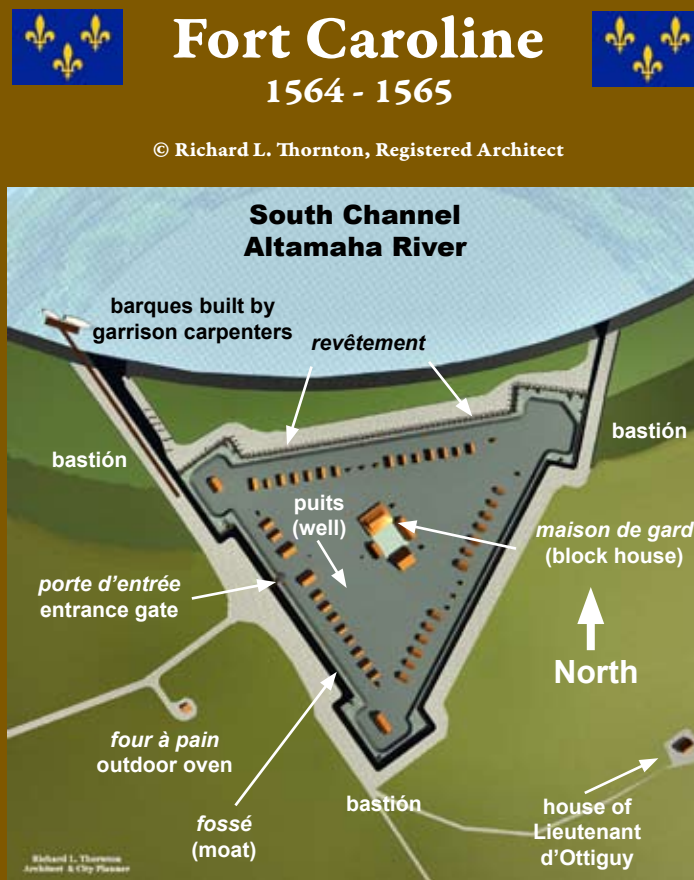 Fort Caroline
1564 - 1565
© Richard L. Thornton, Registered Architect
South Channel
Altamaha River
barques built by
garrison carpenters
revêtement
bastión
bastión
puits
(well)
maison de gard
(block house)
porte d'entrée
entrance gate
North
four à pain
outdoor oven
fossé
(moat)
bastión
house of
Lieutenant
d'Ottiguy
Richard L. Thornton
Architect & City Planner